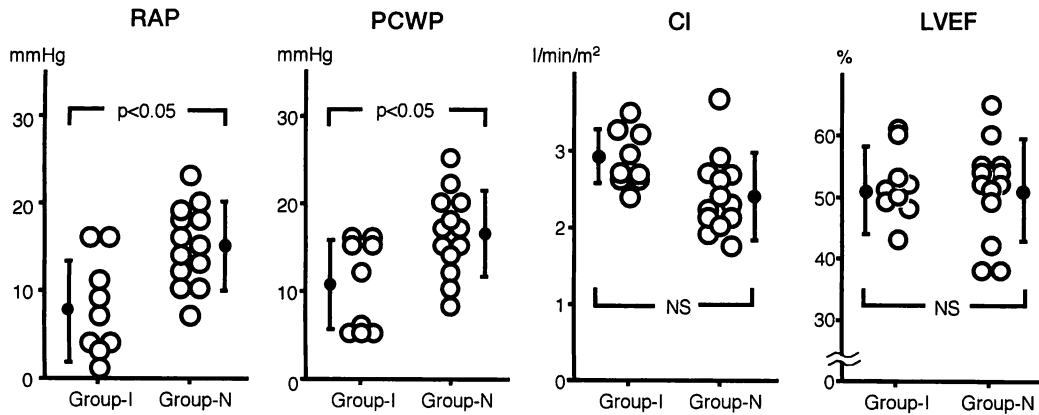 RAP
PCWP
CI
LVEF
mmHg
mmHg
l/min/m²
%
30
20
10
0
p<0.05
Group-I
Group-N
30
20
10
0
p<0.05
Group-I
Group-N
3
2
1
0
NS
Group-I
Group-N
60
50
40
30
0
NS
Group-I
Group-N